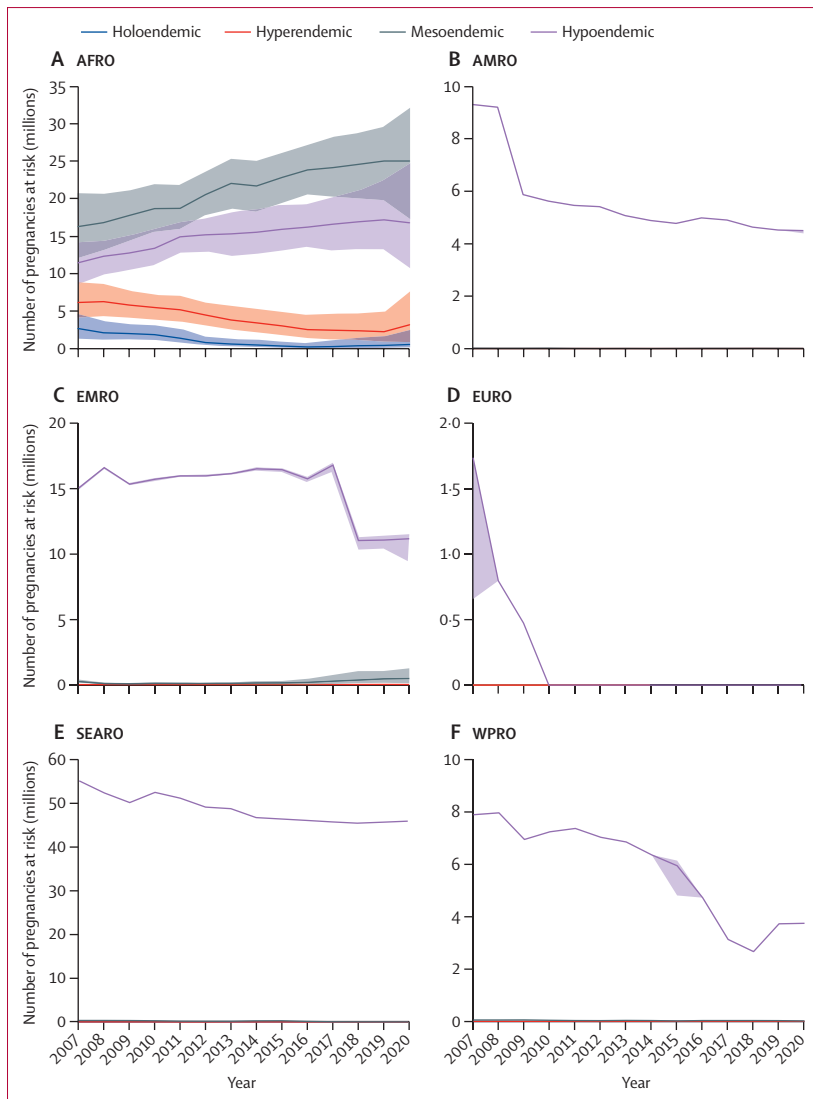 Holoendemic Hyperendemic Mesoendemic Hypoendemic
A AFRO
Number of pregnancies at risk (millions)
35
30
25
20
15
10
5
0
B AMRO
10
8
6
4
2
0
C EMRO
Number of pregnancies at risk (millions)
20
15
10
5
0
D EURO
2·0
1·5
1·0
0·5
0
E SEARO
Number of pregnancies at risk (millions)
60
50
40
30
20
10
0
2007 2008 2009 2010 2011 2012 2013 2014 2015 2016 2017 2018 2019 2020
Year
F WPRO
10
8
6
4
2
0
2007 2008 2009 2010 2011 2012 2013 2014 2015 2016 2017 2018 2019 2020
Year